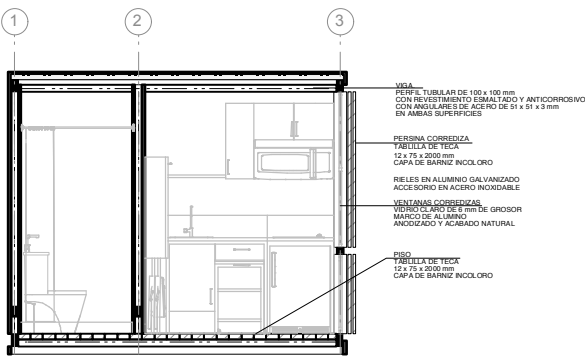 1 2 3
VIGA
PERFIL TUBULAR DE 100 x 100 mm
CON REVESTIMIENTO ESMALTADO Y ANTICORROSIVO
CON ANGULARES DE ACERO DE 51 x 51 x 3 mm
EN AMBAS SUPERFICIES
PERSINA CORREDIZA
TABLILLA DE TECA
12 x 75 x 2000 mm
CAPA DE BARNIZ INCOLORO
RIELES EN ALUMINIO GALVANIZADO
ACCESORIO EN ACERO INOXIDABLE
VENTANAS CORREDIZAS
VIDRIO CLARO DE 6 mm DE GROSOR
MARCO DE ALUMINO
ANODIZADO Y ACABADO NATURAL
PISO
TABLILLA DE TECA
12 x 75 x 2000 mm
CAPA DE BARNIZ INCOLORO